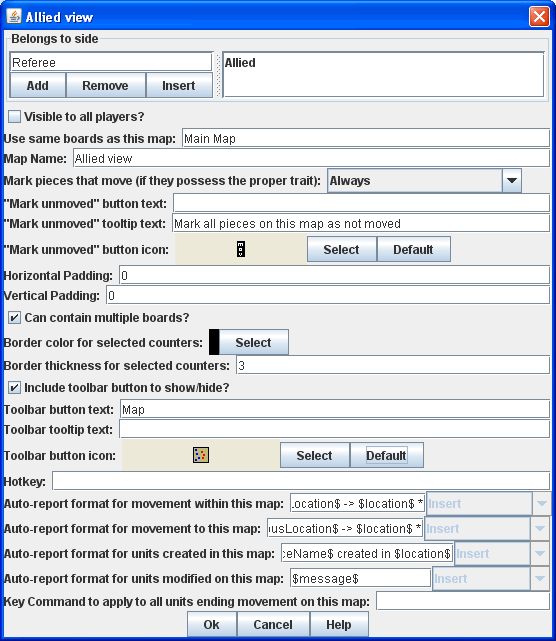 Allied view
Belongs to side
Referee
Allied
Add Remove Insert
Visible to all players?
Use same boards as this map: Main Map
Map Name: Allied view
Mark pieces that move (if they possess the proper trait): Always
"Mark unmoved" button text:
"Mark unmoved" tooltip text: Mark all pieces on this map as not moved
"Mark unmoved" button icon: Select Default
Horizontal Padding: 0
Vertical Padding: 0
Can contain multiple boards?
Border color for selected counters: Select
Border thickness for selected counters: 3
Include toolbar button to show/hide?
Toolbar button text: Map
Toolbar tooltip text:
Toolbar button icon: Select Default
Hotkey:
Auto-report format for movement within this map: Location$ -> $location$ * Insert
Auto-report format for movement to this map: usLocation$ -> $location$ * Insert
Auto-report format for units created in this map: ceName$ created in $location$ Insert
Auto-report format for units modified on this map: $message$ Insert
Key Command to apply to all units ending movement on this map:
Ok Cancel Help